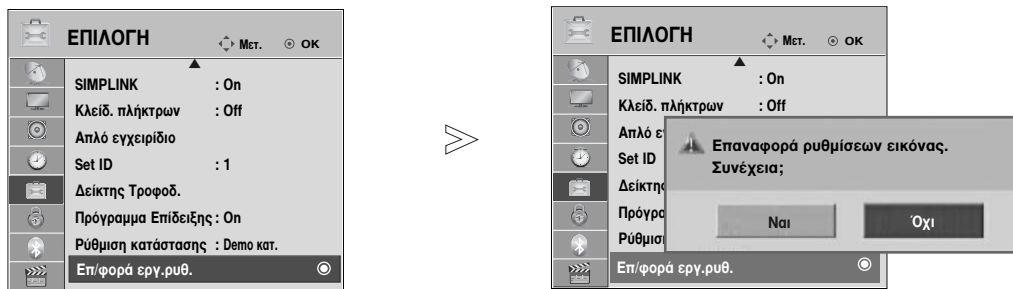 ΕΠΙΛΟΓΗ Μετ. OK
SIMPLINK : On
Κλείδ. πλήκτρων : Off
Απλό εγχειρίδιο
Set ID : 1
Δείκτης Τροφοδ.
Πρόγραμμα Επίδειξης : On
Ρύθμιση κατάστασης : Demo κατ.
Επ/φορά εργ.ρυθ.
ΕΠΙΛΟΓΗ Μετ. OK
SIMPLINK : On
Κλείδ. πλήκτρων : Off
Απλό ε
Set ID
Δείκτη
Πρόγρα
Ρύθμισ
Επ/φορά εργ.ρυθ.
Επαναφορά ρυθμίσεων εικόνας.
Συνέχεια;
Ναι Όχι